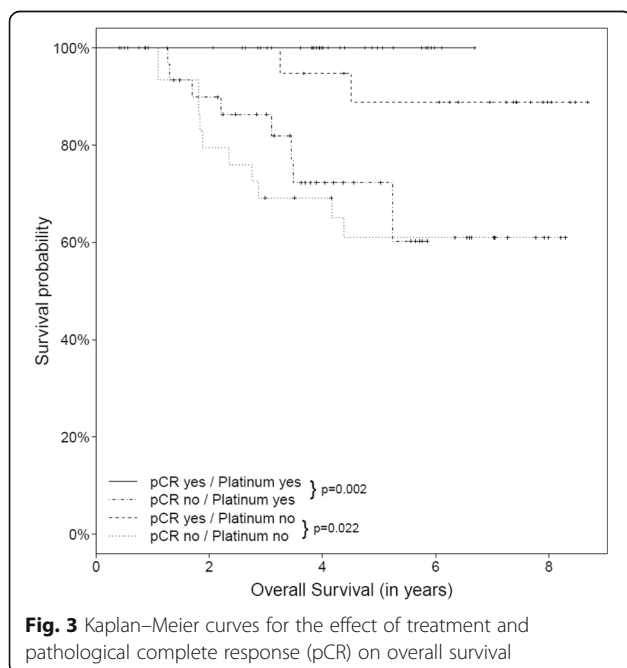 100%
80%
60%
40%
20%
0%
Survival probability
pCR yes / Platinum yes
pCR no / Platinum yes
} p=0.002
pCR yes / Platinum no
pCR no / Platinum no
} p=0.022
0 2 4 6 8
Overall Survival (in years)
Fig. 3 Kaplan–Meier curves for the effect of treatment and
pathological complete response (pCR) on overall survival